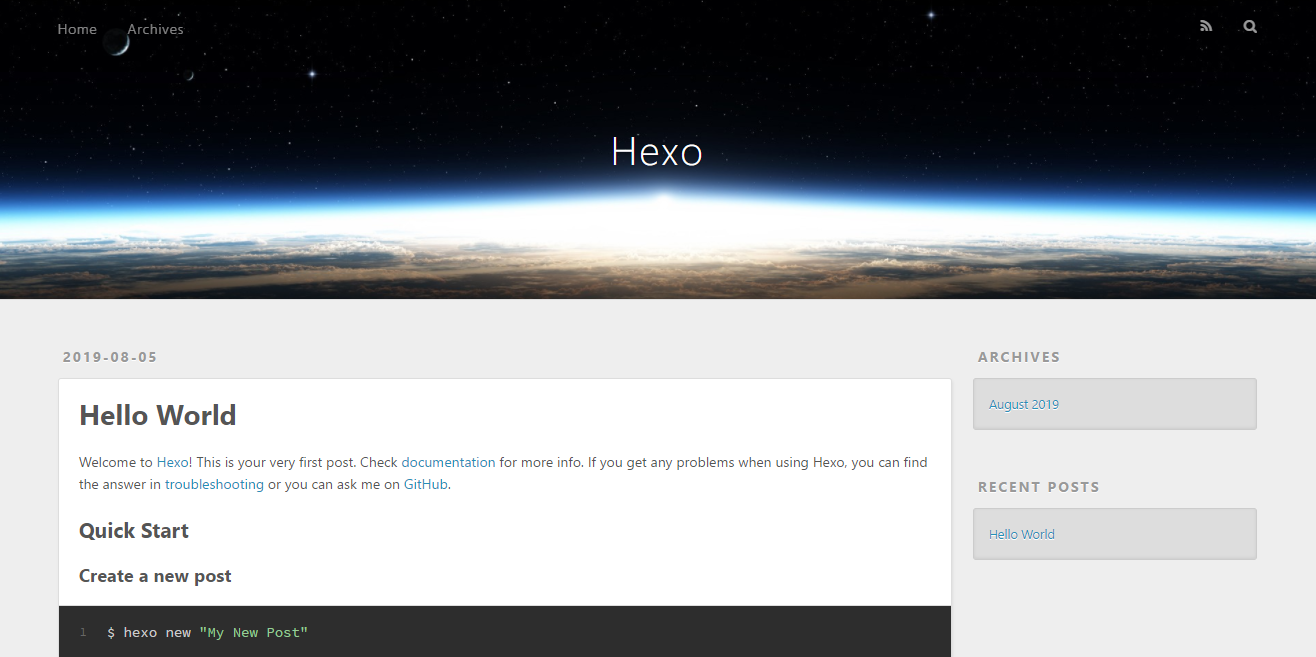 Home Archives
Hexo
2019-08-05
Hello World
Welcome to Hexo! This is your very first post. Check documentation for more info. If you get any problems when using Hexo, you can find
the answer in troubleshooting or you can ask me on GitHub.
Quick Start
Create a new post
1 $ hexo new "My New Post"
ARCHIVES
August 2019
RECENT POSTS
Hello World